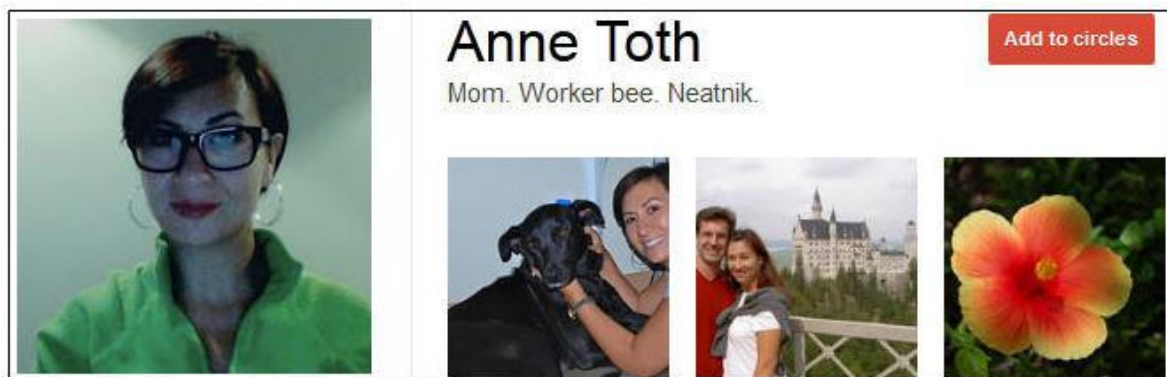 Anne Toth
Add to circles
Mom. Worker bee. Neatnik.